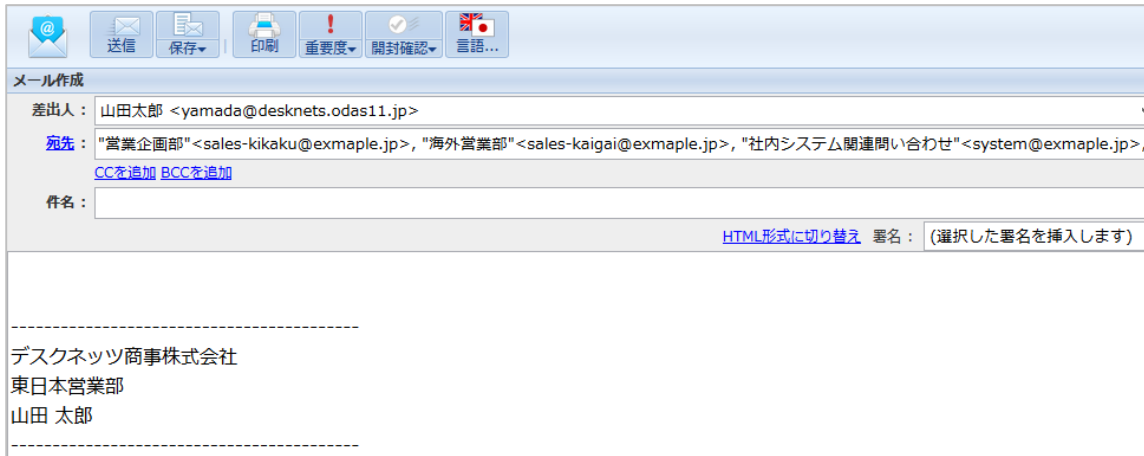 送信 保存▾ 印刷 重要度▾ 開封確認▾ 言語...
メール作成
差出人： 山田太郎 <yamada@desknets.odas11.jp>
宛先： "営業企画部"<sales-kikaku@exmaple.jp>, "海外営業部"<sales-kaigai@exmaple.jp>, "社内システム関連問い合わせ"<system@exmaple.jp>,
CCを追加 BCCを追加
件名：
HTML形式に切り替え 署名： (選択した署名を挿入します)
------------------------------------------
デスクネッツ商事株式会社
東日本営業部
山田 太郎
------------------------------------------